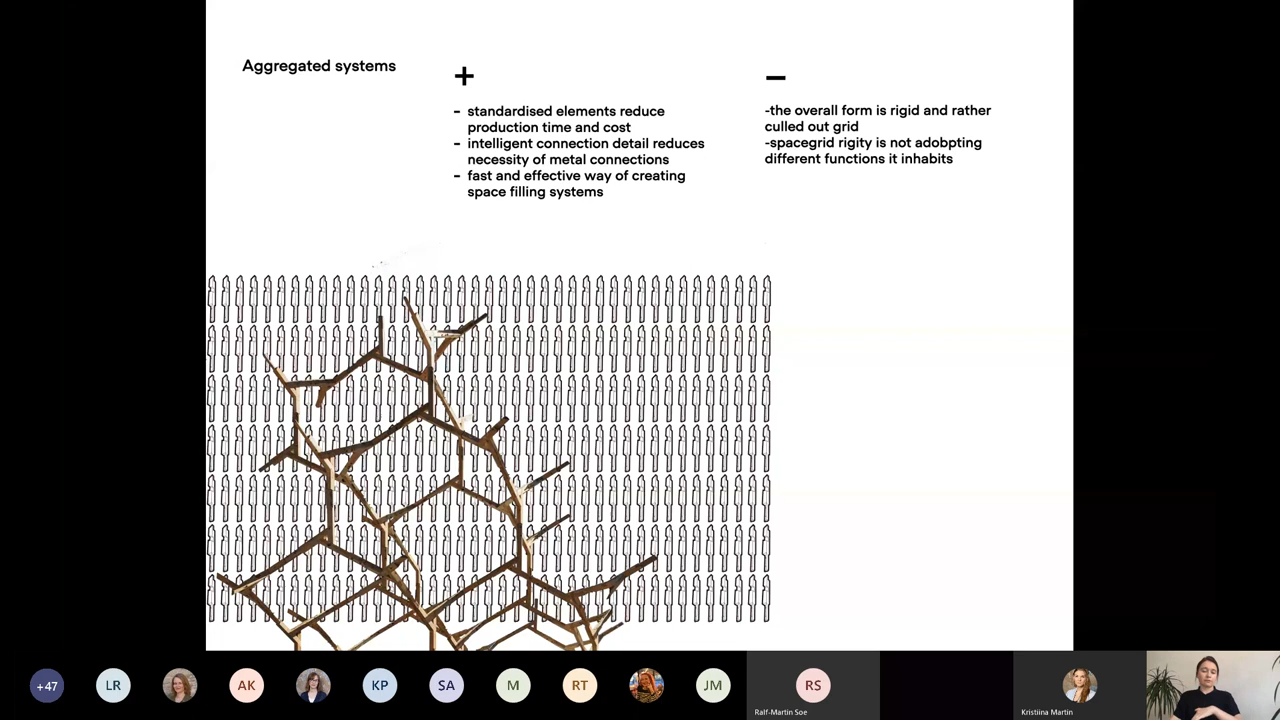 Aggregated systems
+
–
– standardised elements reduce
production time and cost
– intelligent connection detail reduces
necessity of metal connections
– fast and effective way of creating
space filling systems
-the overall form is rigid and rather
culled out grid
-spacegrid rigity is not adobpting
different functions it inhabits
+47
LR
AK
KP
SA
M
RT
JM
RS
Ralf-Martin Soe
Kristiina Martin